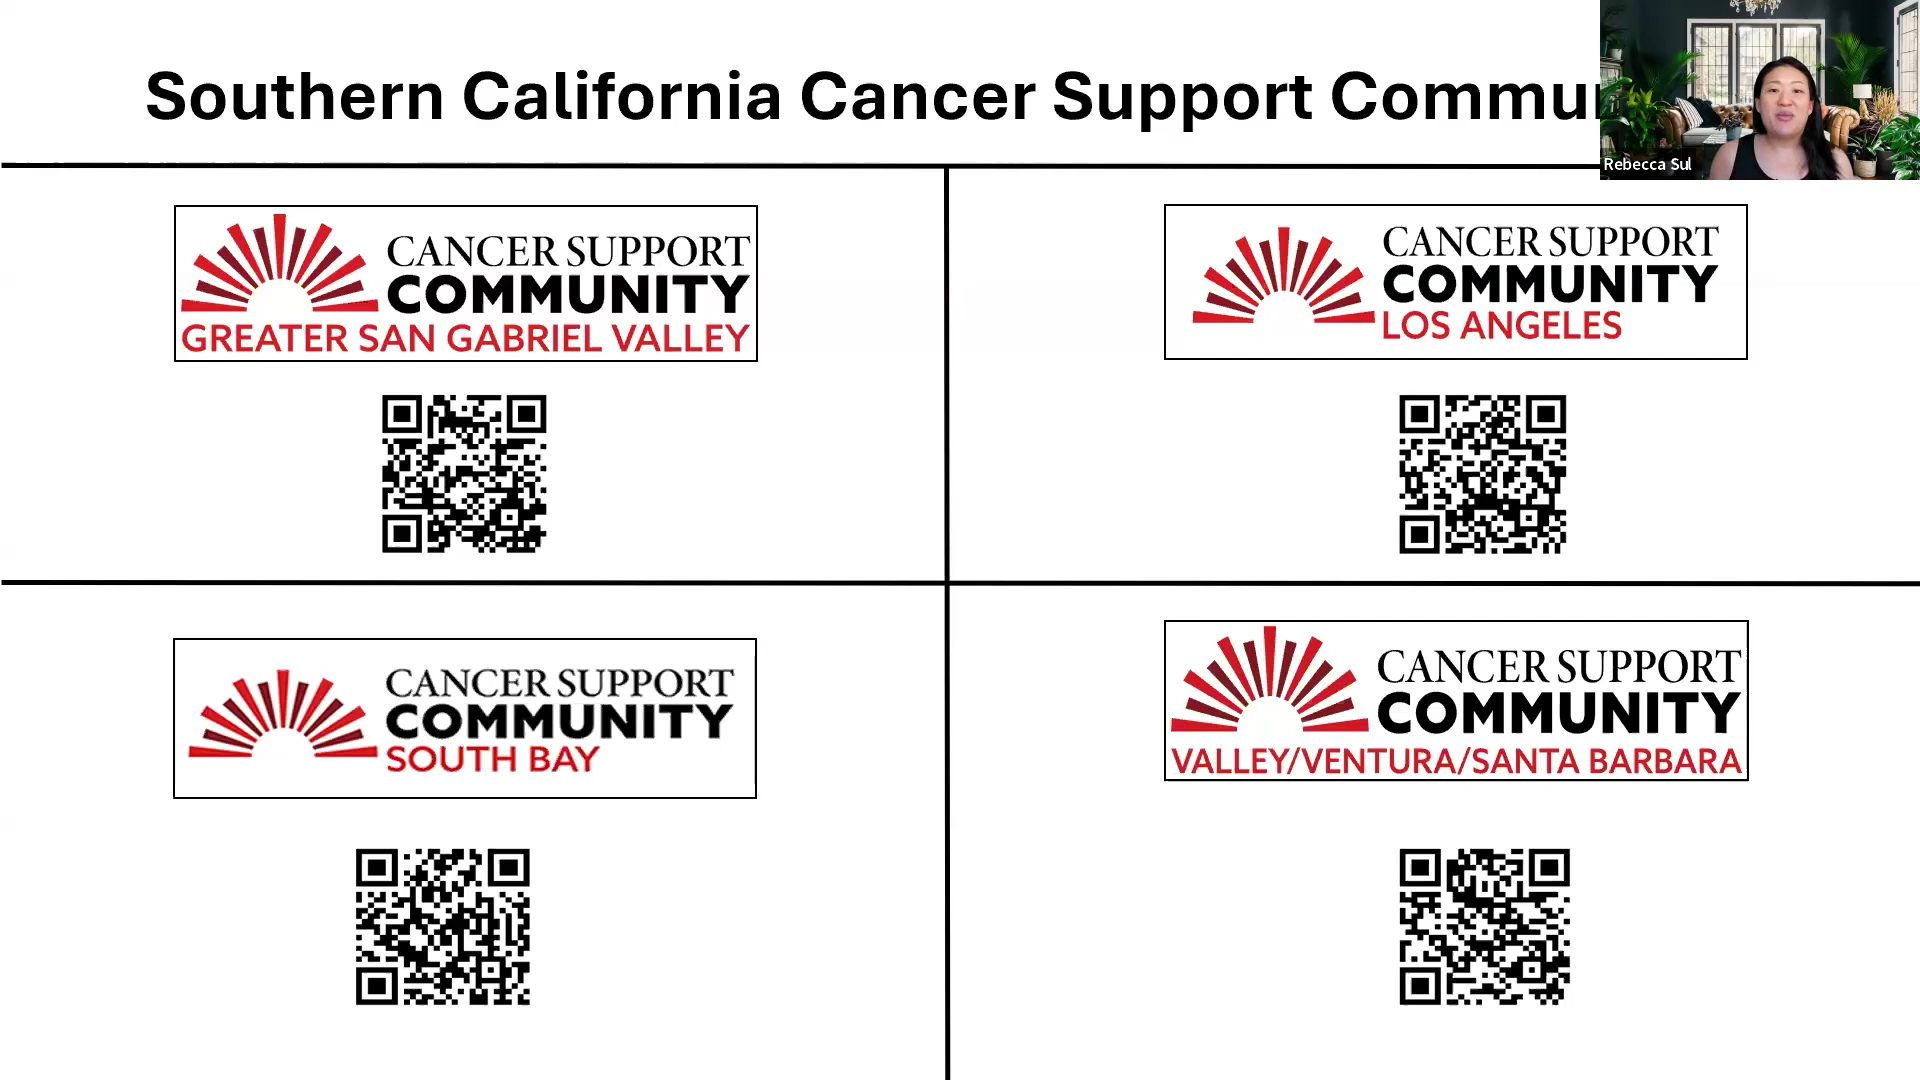 Southern California Cancer Support
Rebecca Sul
CANCER SUPPORT
COMMUNITY
GREATER SAN GABRIEL VALLEY
CANCER SUPPORT
COMMUNITY
LOS ANGELES
CANCER SUPPORT
COMMUNITY
SOUTH BAY
CANCER SUPPORT
COMMUNITY
VALLEY/VENTURA/SANTA BARBARA